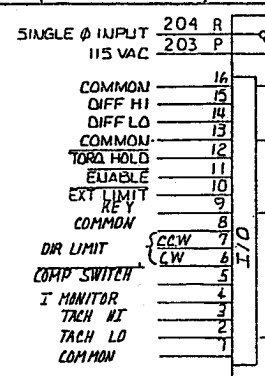 SINGLE Ø INPUT 204 R
115 VAC 203 P
COMMON 16
DIFF HI 15
DIFF LO 14
COMMON 13
TORQ HOLD 12
ENABLE 11
EXT LIMIT 10
KEY 9
COMMON 8
DIR LIMIT { CCW 7
CW 6
COMP SWITCH 5
I MONITOR 4
TACH HI 3
TACH LO 2
COMMON 1
I/O